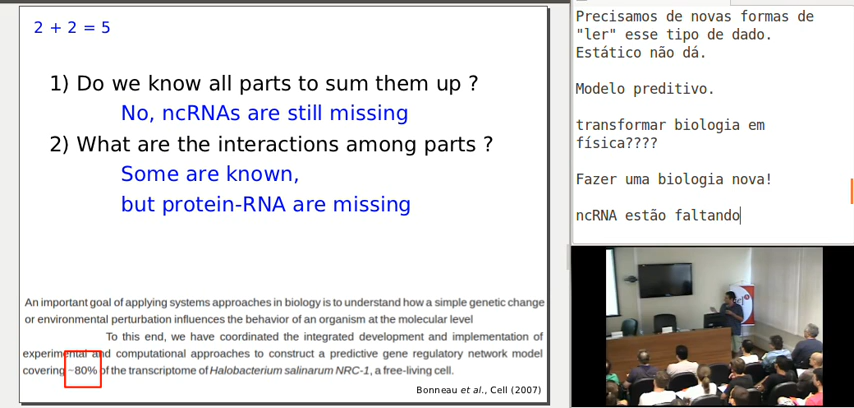 2 + 2 = 5
1) Do we know all parts to sum them up ?
No, ncRNAs are still missing
2) What are the interactions among parts ?
Some are known,
but protein-RNA are missing
An important goal of applying systems approaches in biology is to understand how a simple genetic change
or environmental perturbation influences the behavior of an organism at the molecular level
To this end, we have coordinated the integrated development and implementation of
experimental and computational approaches to construct a predictive gene regulatory network model
covering ~80% of the transcriptome of Halobacterium salinarum NRC-1, a free-living cell.
Bonneau et al., Cell (2007)
Precisamos de novas formas de
"ler" esse tipo de dado.
Estático não dá.
Modelo preditivo.
transformar biologia em
física????
Fazer uma biologia nova!
ncRNA estão faltando